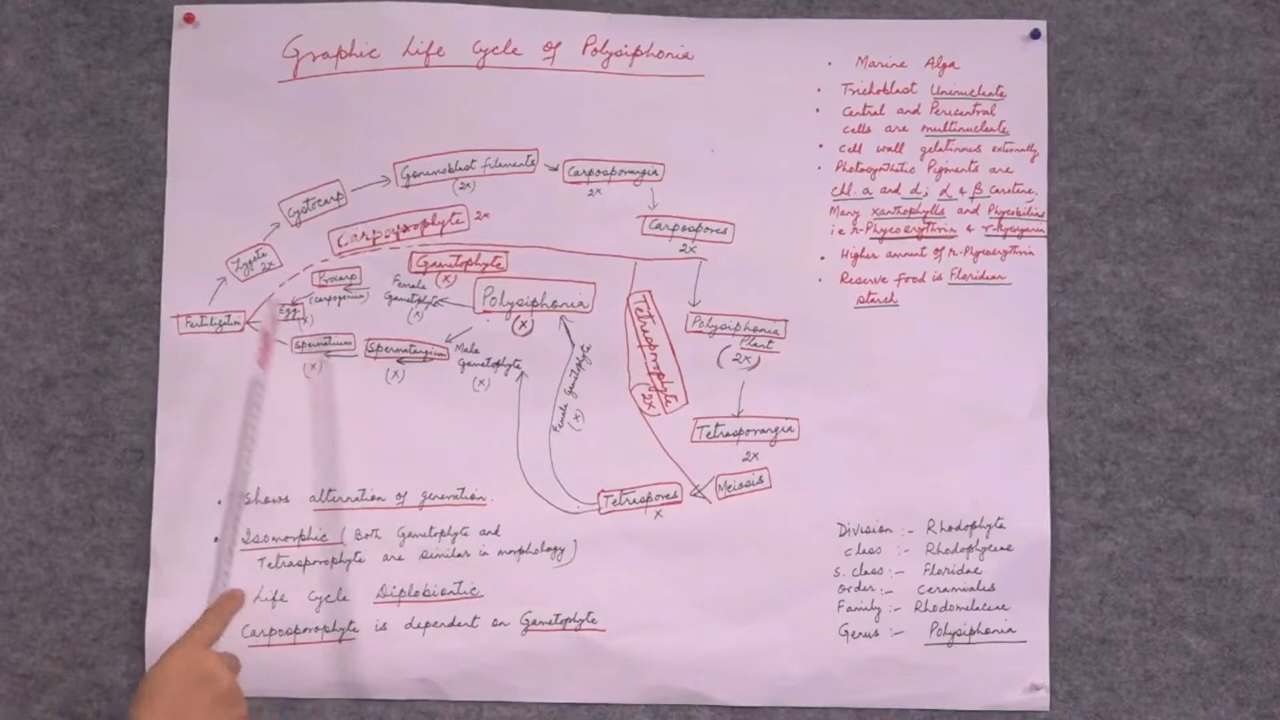 Graphic Life Cycle of Polysiphonia
Gonimoblast filaments
(2x)
Carposporangia
2x
Cystocarp
Carposporophyte 2x
Carpospores
2x
Zygote
2x
Gametophyte
(x)
Procarp
(carpogonia)
Female
Gametophyte
(x)
Polysiphonia
(x)
Egg
(x)
Fertilization
Spermatium
(x)
Spermatangium
(x)
Male
Gametophyte
(x)
Female Gametophyte
(x)
Tetrasporophyte
(2x)
Polysiphonia
Plant
(2x)
Tetrasporangia
2x
Meiosis
Tetraspores
x
• Shows alternation of generation.
• Isomorphic ( Both Gametophyte and
Tetrasporophyte are similar in morphology)
Life Cycle Diplobiontic
Carposporophyte is dependent on Gametophyte
• Marine Alga
• Trichoblast Uninucleate
• Central and Pericentral
cells are multinucleate
• Cell wall gelatinous externally
• Photosynthetic Pigments are
chl. a and d; α & β Carotene,
Many xanthophylls and Phycobilins
i.e r-Phycoerythrin & r-Phycocyanin
• Higher amount of r-Phycoerythrin
• Reserve food is Floridean
starch
Division :- Rhodophyta
class :- Rhodophyceae
S. class :- Floridae
Order :- Ceramiales
Family :- Rhodomelaceae
Genus :- Polysiphonia